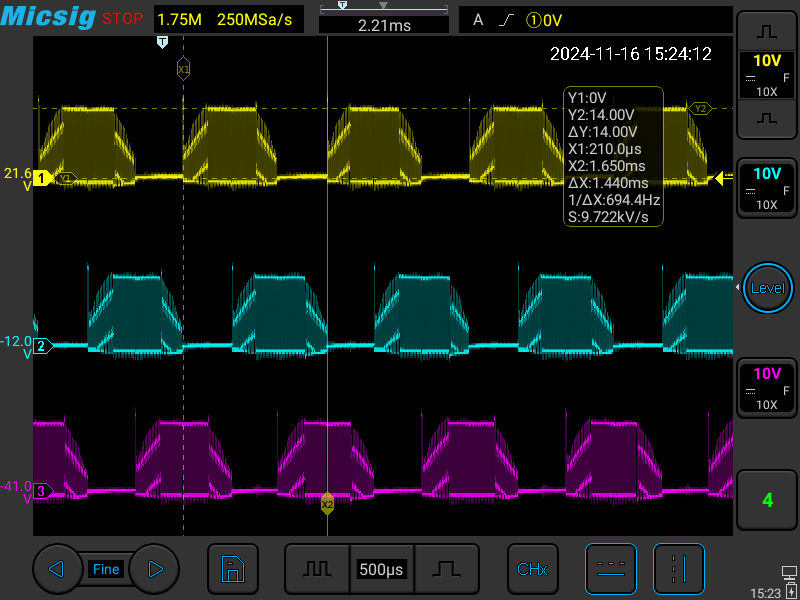 Micsig STOP 1.75M 250MSa/s T 2.21ms A ①0V
T 2024-11-16 15:24:12
X1
10V
F
10X
Y1:0V
Y2:14.00V
ΔY:14.00V
X1:210.0µs
X2:1.650ms
ΔX:1.440ms
1/ΔX:694.4Hz
S:9.722kV/s
Y2
21.6
V
1
Y1
10V
F
10X
Level
-12.0
V
2
10V
F
10X
-41.0
V
3
X2
4
Fine
500µs
CHx
15:23